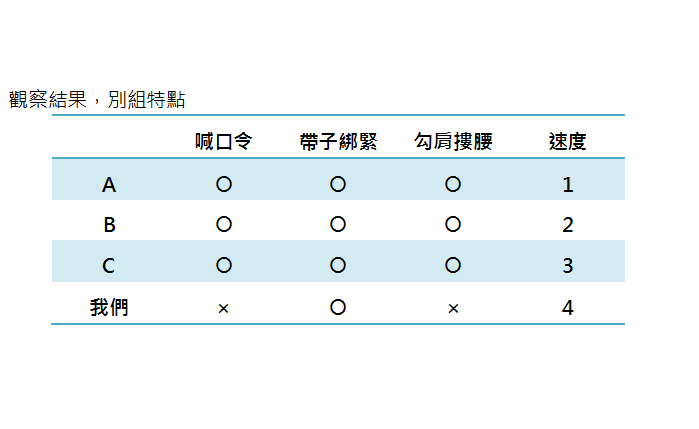 觀察結果，別組特點
喊口令 帶子綁緊 勾肩摟腰 速度
A O O O 1
B O O O 2
C O O O 3
我們 × O × 4